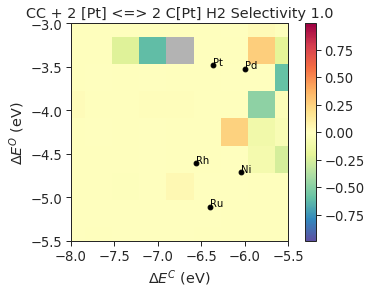 CC + 2 [Pt] <=> 2 C[Pt] H2 Selectivity 1.0
−3.0
−3.5
−4.0
−4.5
−5.0
−5.5
ΔE^O (eV)
Pt
Pd
Rh
Ni
Ru
−8.0 −7.5 −7.0 −6.5 −6.0 −5.5
ΔE^C (eV)
0.75
0.50
0.25
0.00
−0.25
−0.50
−0.75